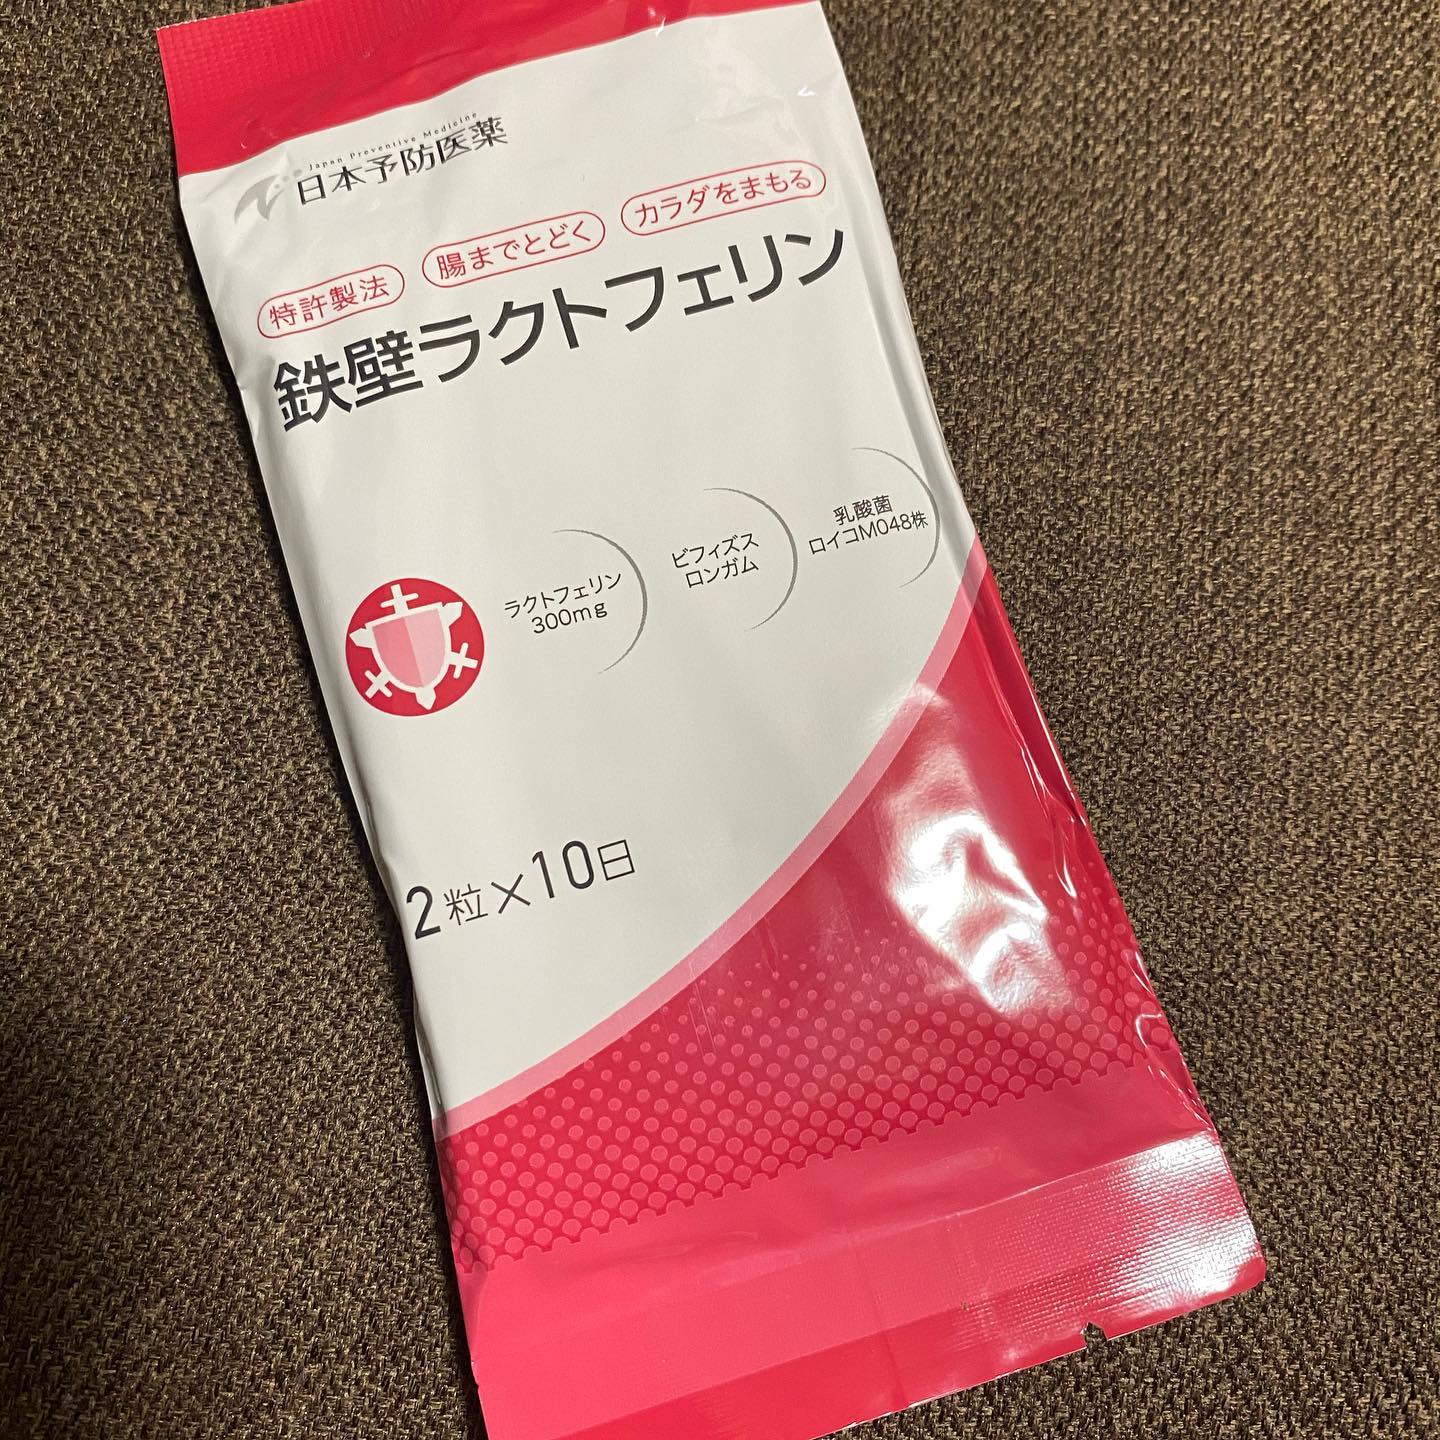 Japan Preventive Medicine
日本予防医薬
特許製法 腸までとどく カラダをまもる
鉄壁ラクトフェリン
ラクトフェリン
300mg
ビフィズス
ロンガム
乳酸菌
ロイコM048株
2粒×10日